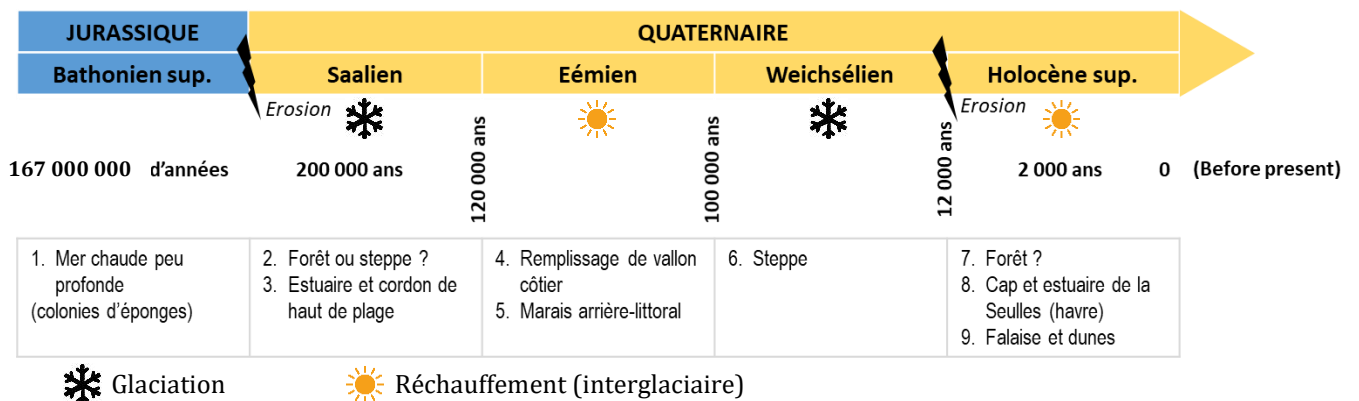 JURASSIQUE
QUATERNAIRE
Bathonien sup.
Saalien
Eémien
Weichsélien
Holocène sup.
Erosion
Erosion
167 000 000 d'années
200 000 ans
120 000 ans
100 000 ans
12 000 ans
2 000 ans
0
(Before present)
1. Mer chaude peu
profonde
(colonies d'éponges)
2. Forêt ou steppe ?
3. Estuaire et cordon de
haut de plage
4. Remplissage de vallon
côtier
5. Marais arrière-littoral
6. Steppe
7. Forêt ?
8. Cap et estuaire de la
Seulles (havre)
9. Falaise et dunes
Glaciation
Réchauffement (interglaciaire)